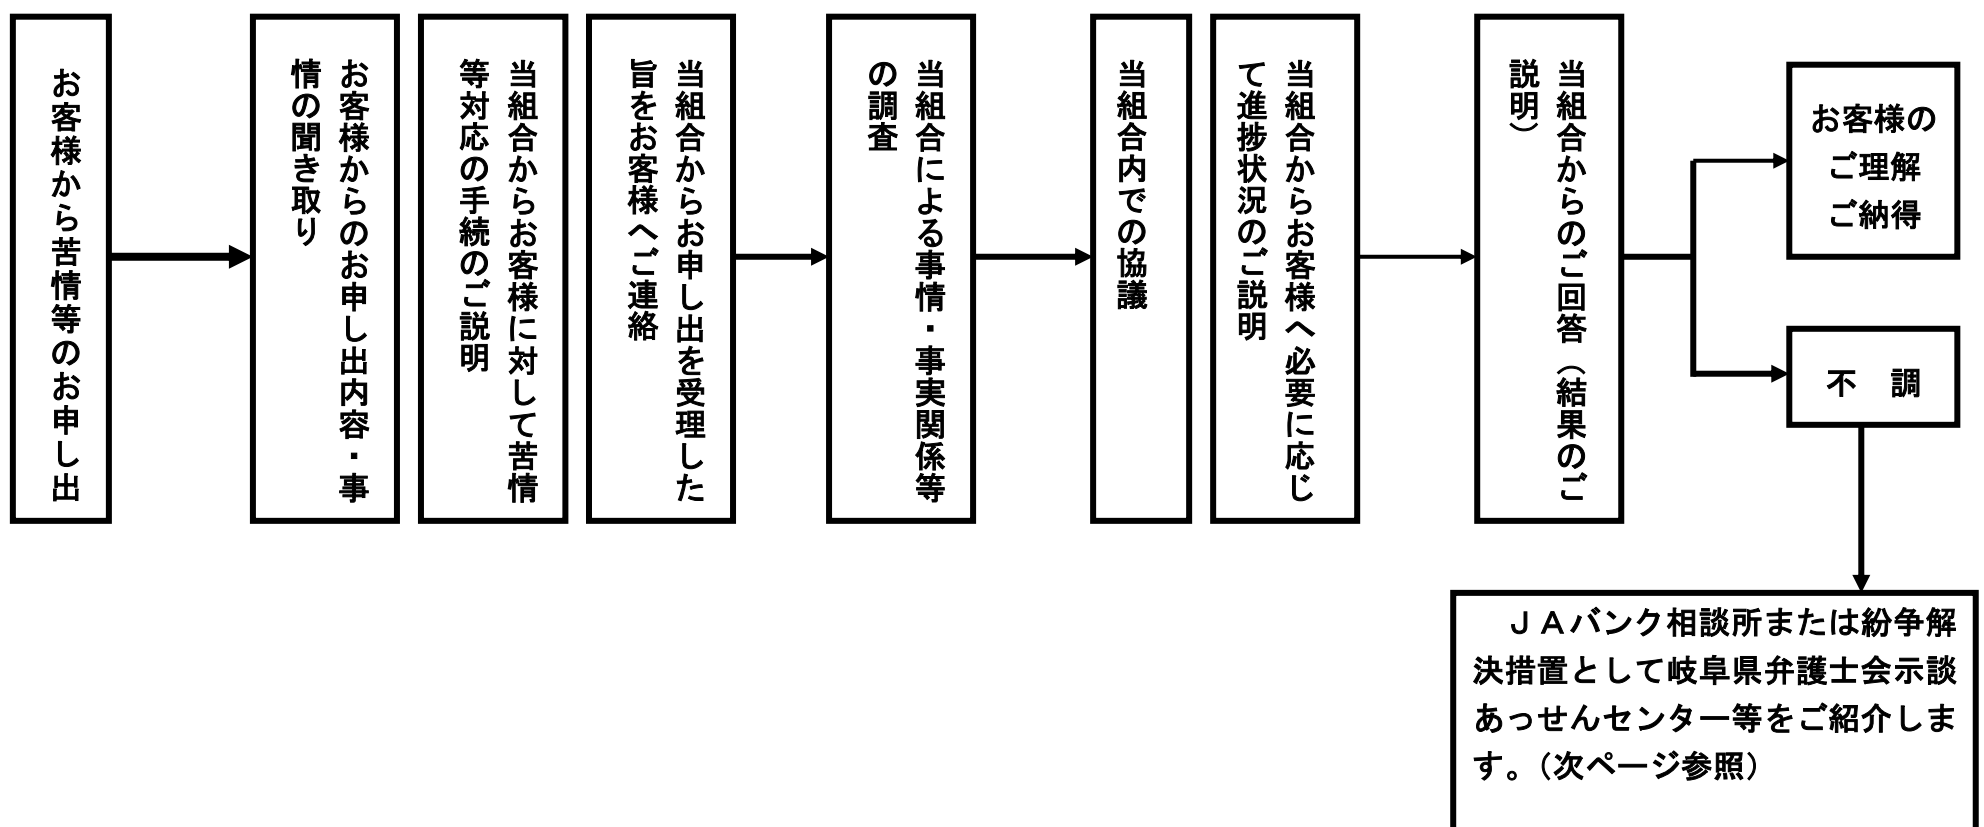 お客様から苦情等のお申し出
お客様からのお申し出内容・事
情の聞き取り
当組合からお客様に対して苦情
等対応の手続のご説明
当組合からお申し出を受理した
旨をお客様へご連絡
当組合による事情・事実関係等
の調査
当組合内での協議
当組合からお客様へ必要に応じ
て進捗状況のご説明
当組合からのご回答（結果のご
説明）
お客様の
ご理解
ご納得
不　調
ＪＡバンク相談所または紛争解
決措置として岐阜県弁護士会示談
あっせんセンター等をご紹介しま
す。（次ページ参照）